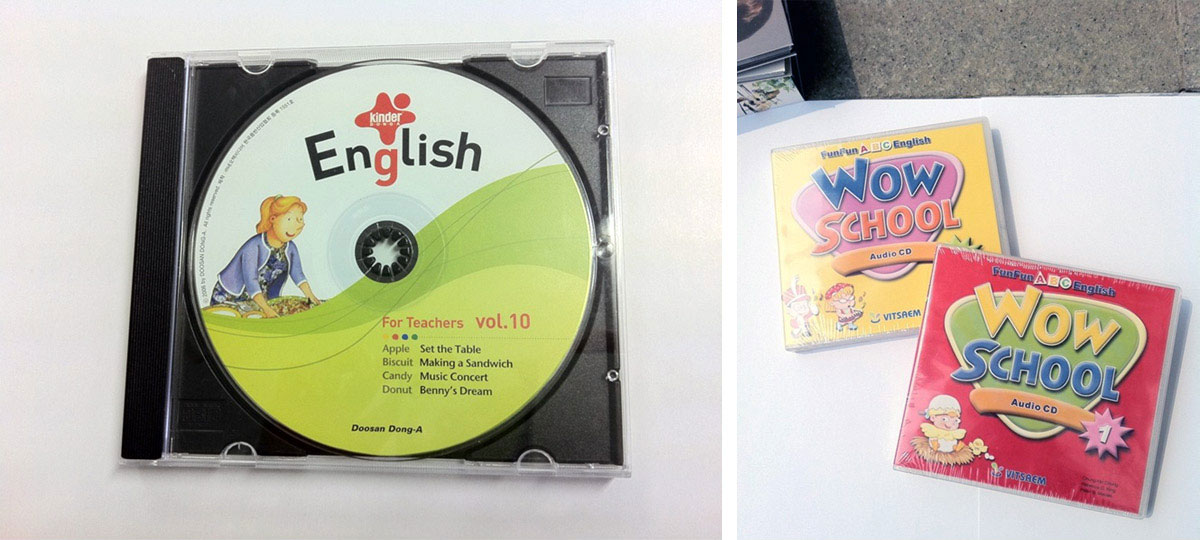 kinder
DONG-A
English
For Teachers vol.10
Apple Set the Table
Biscuit Making a Sandwich
Candy Music Concert
Donut Benny's Dream
Doosan Dong-A
FunFun ABC English
WOW
SCHOOL
Audio CD
VITSAEM
FunFun ABC English
WOW
SCHOOL
Audio CD
1
VITSAEM